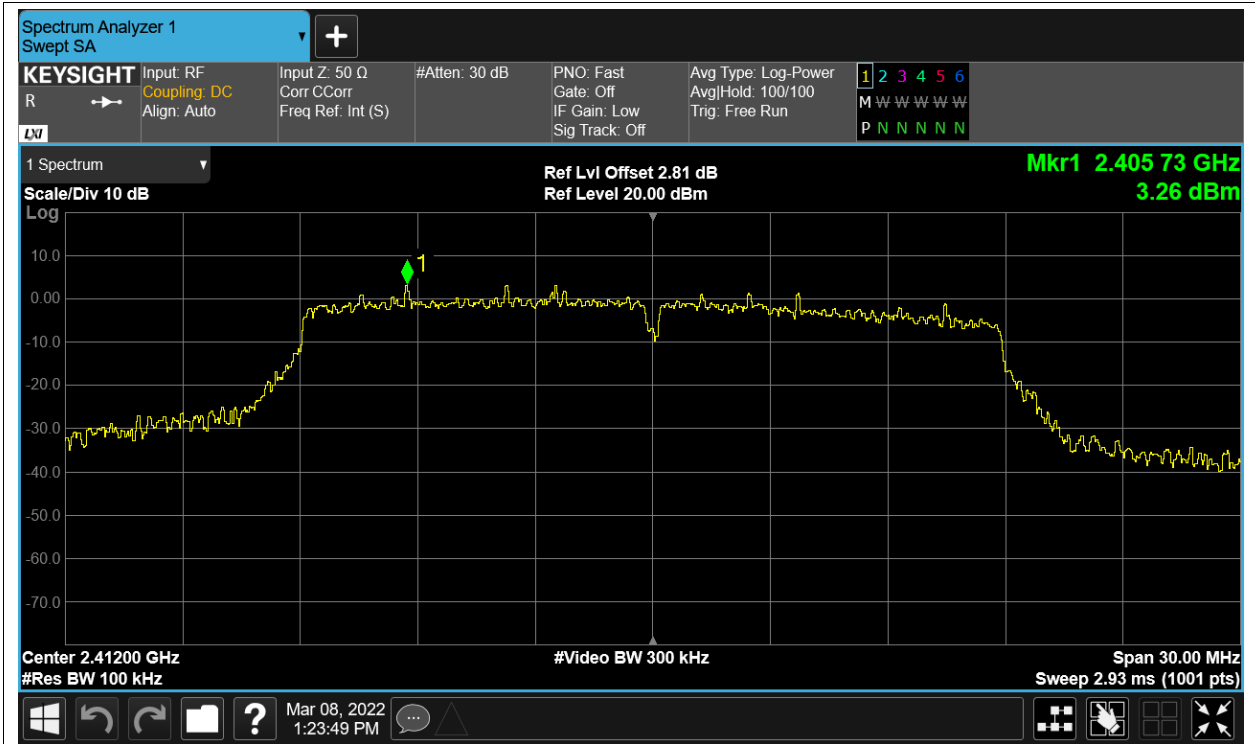 Spectrum Analyzer 1
Swept SA
+
KEYSIGHT
R
LXI
Input: RF
Coupling: DC
Align: Auto
Input Z: 50 Ω
Corr CCorr
Freq Ref: Int (S)
#Atten: 30 dB
PNO: Fast
Gate: Off
IF Gain: Low
Sig Track: Off
Avg Type: Log-Power
Avg|Hold: 100/100
Trig: Free Run
1 2 3 4 5 6
M W W W W W
P N N N N N
1 Spectrum
Scale/Div 10 dB
Ref Lvl Offset 2.81 dB
Ref Level 20.00 dBm
Mkr1 2.405 73 GHz
3.26 dBm
Log
1
10.0
0.00
-10.0
-20.0
-30.0
-40.0
-50.0
-60.0
-70.0
Center 2.41200 GHz
#Video BW 300 kHz
Span 30.00 MHz
#Res BW 100 kHz
Sweep 2.93 ms (1001 pts)
?
Mar 08, 2022
1:23:49 PM